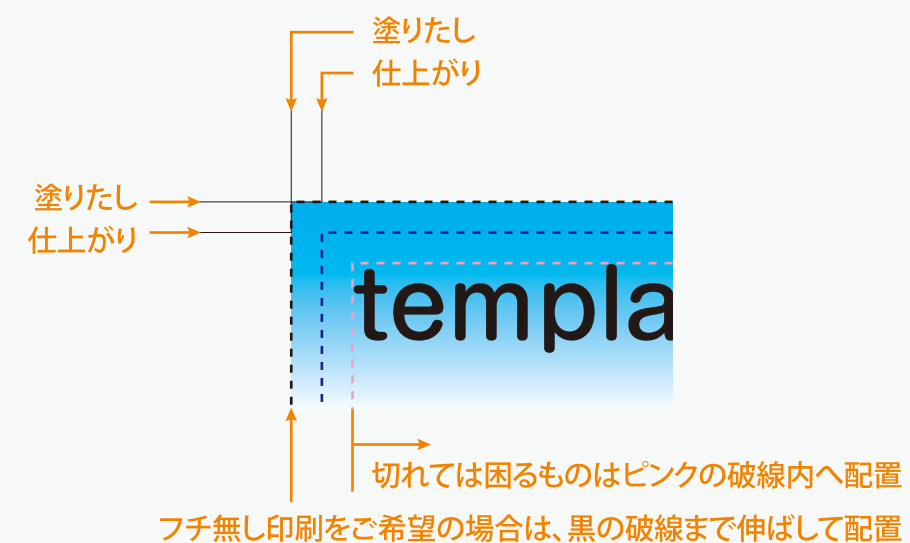 塗りたし
仕上がり
塗りたし
仕上がり
templa
切れては困るものはピンクの破線内へ配置
フチ無し印刷をご希望の場合は、黒の破線まで伸ばして配置